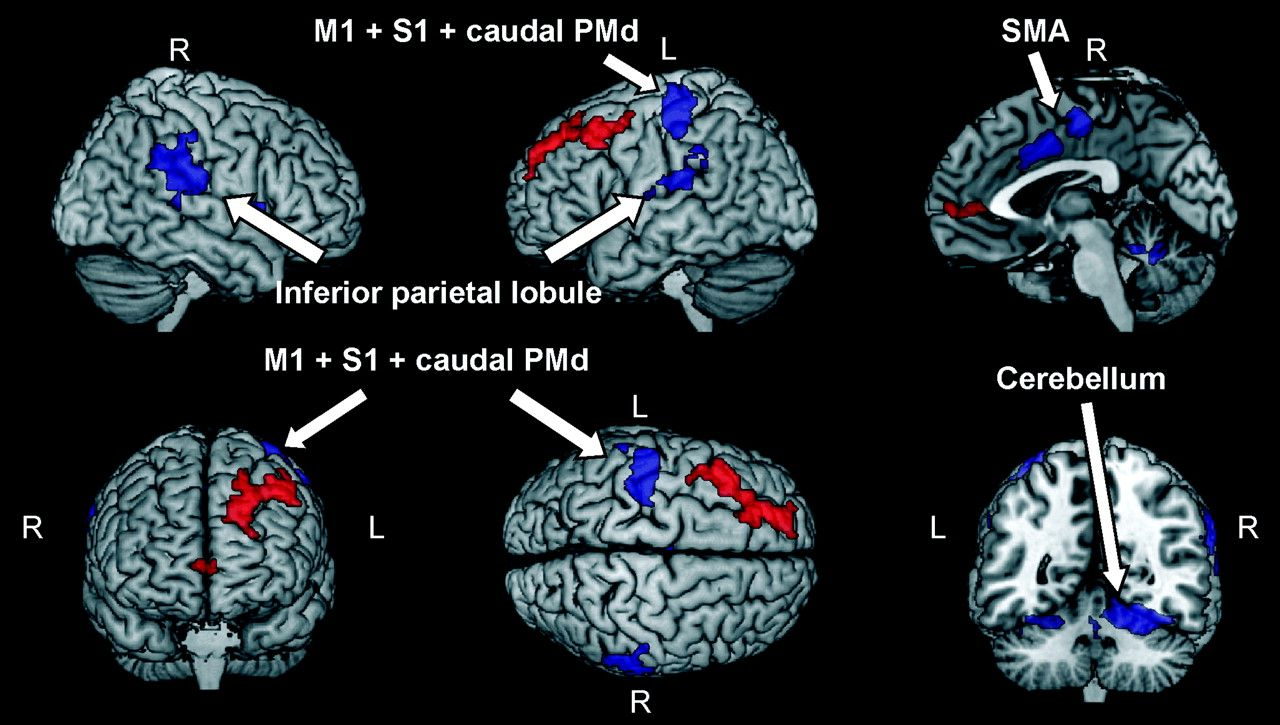 M1 + S1 + caudal PMd
SMA
R
L
R
Inferior parietal lobule
M1 + S1 + caudal PMd
Cerebellum
L
R
L
L
R
R